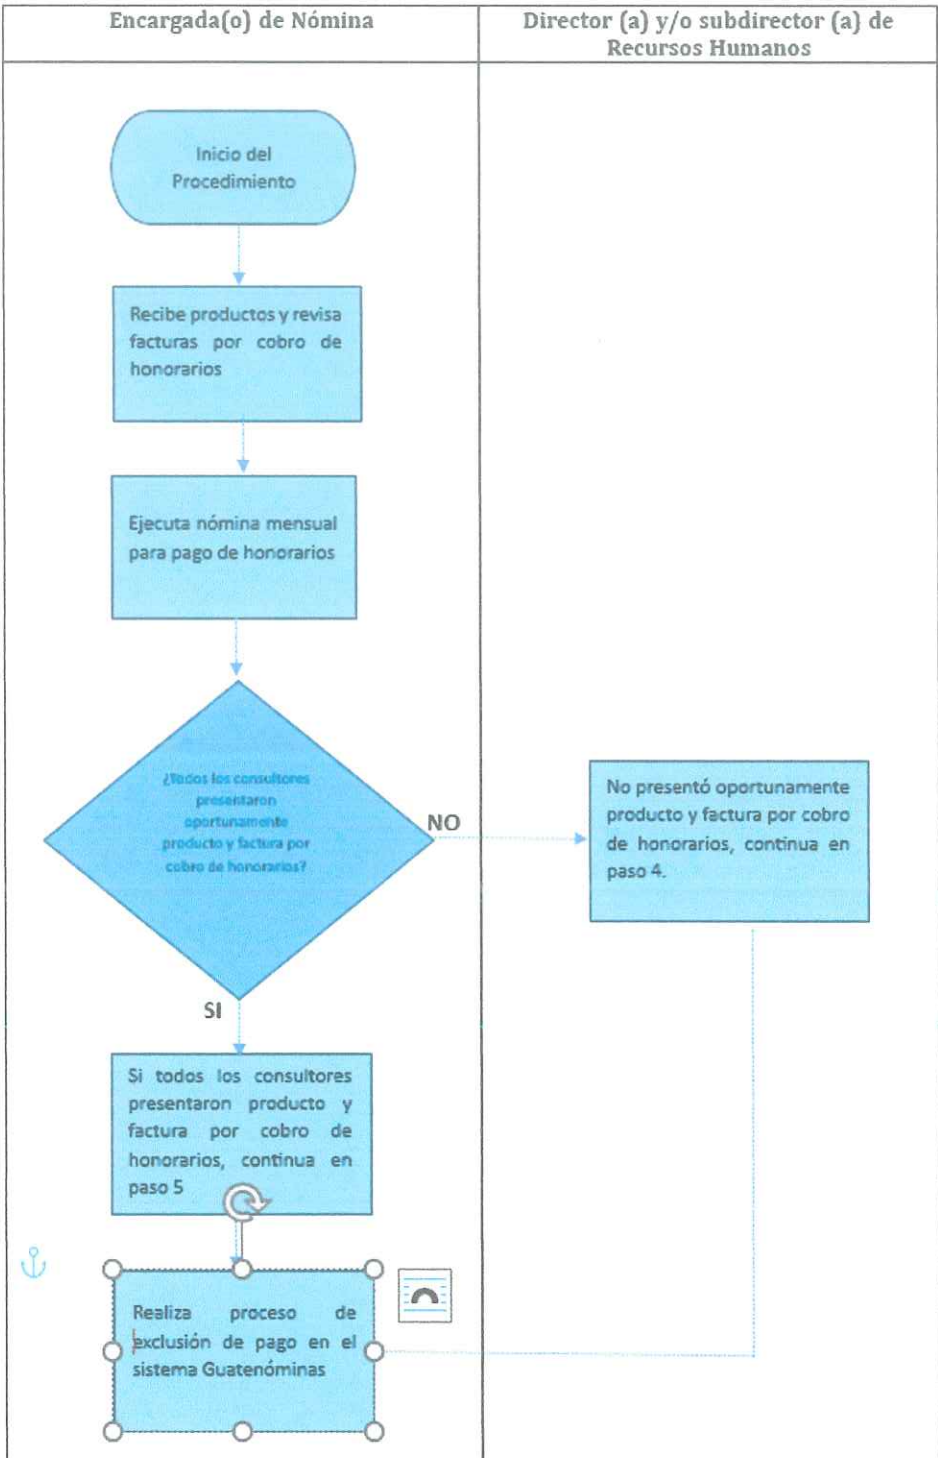 Encargada(o) de Nómina
Director (a) y/o subdirector (a) de
Recursos Humanos
Inicio del
Procedimiento
Recibe productos y revisa
facturas por cobro de
honorarios
Ejecuta nómina mensual
para pago de honorarios
¿Todos los consultores
presentaron
oportunamente
producto y factura por
cobro de honorarios?
NO
No presentó oportunamente
producto y factura por cobro
de honorarios, continua en
paso 4.
SI
Si todos los consultores
presentaron producto y
factura por cobro de
honorarios, continua en
paso 5
Realiza proceso de
exclusión de pago en el
sistema Guatenóminas